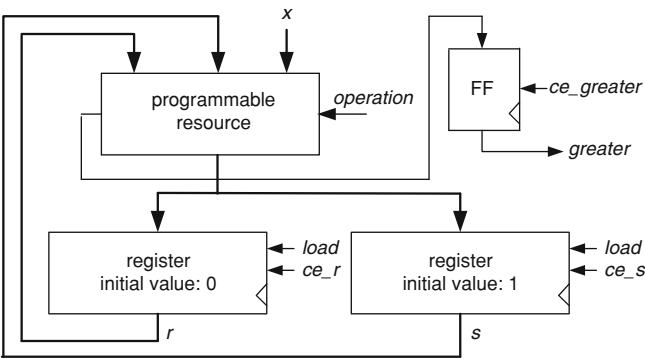 x
programmable
resource
operation
FF
ce_greater
greater
register
initial value: 0
load
ce_r
register
initial value: 1
load
ce_s
r
s